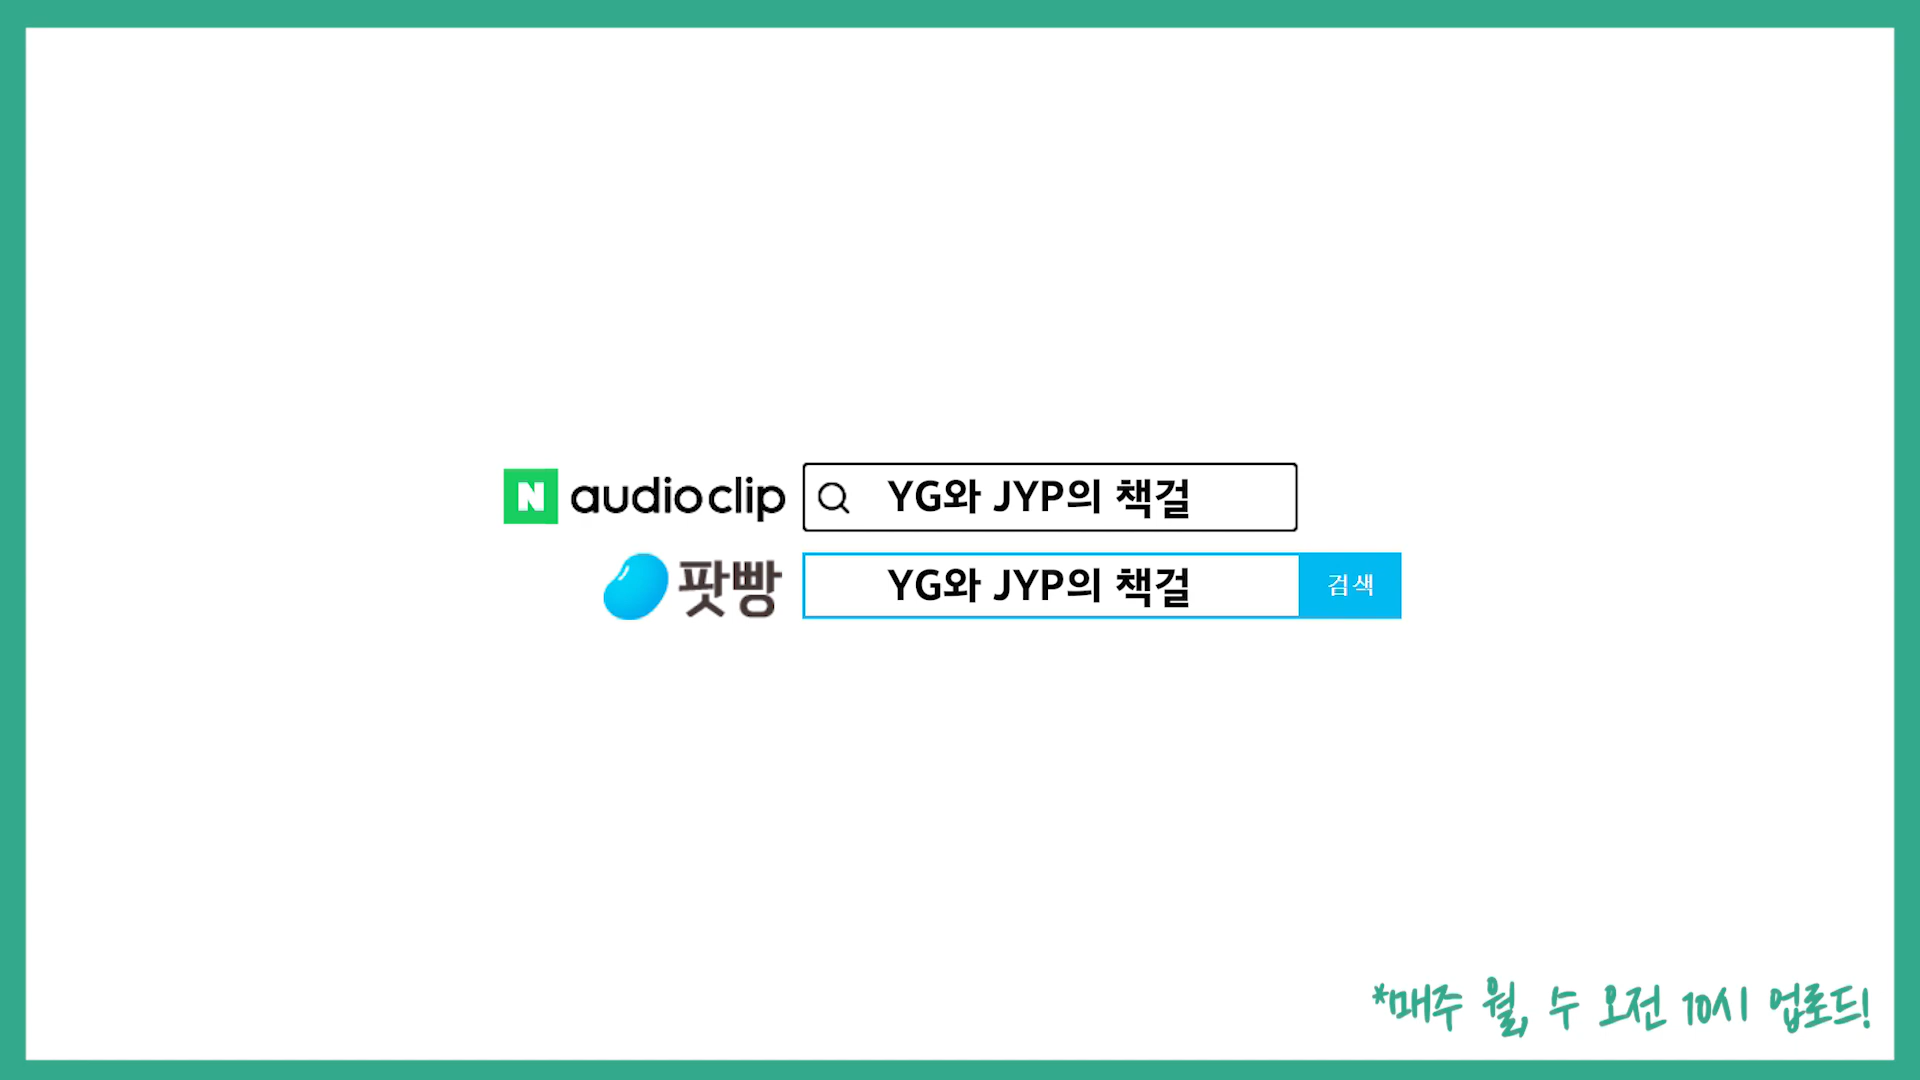 N audioclip YG와 JYP의 책걸
팟빵 YG와 JYP의 책걸 검색
*매주 월, 수 오전 10시 업로드!